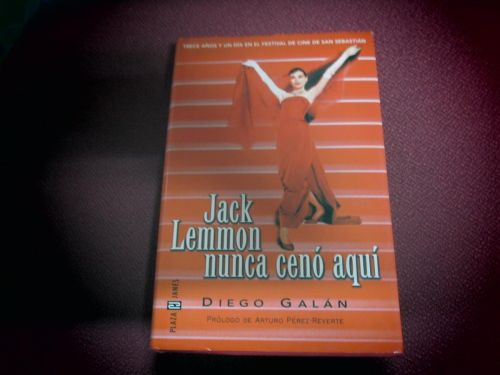 TRECE AÑOS Y UN DÍA EN EL FESTIVAL DE CINE DE SAN SEBASTIÁN
Jack
Lemmon
nunca cenó aquí
DIEGO GALÁN
PRÓLOGO DE ARTURO PÉREZ-REVERTE
PLAZA JANÉS